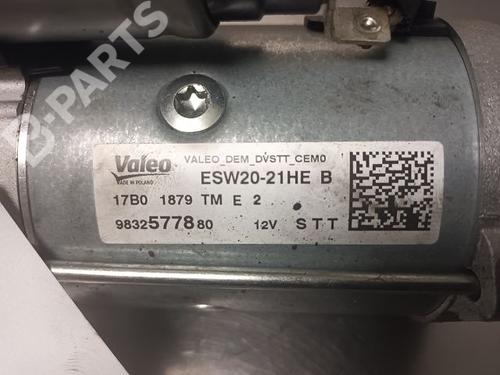 B-PARTS
VALEO_DEM_DVSTT_CEM0
Valeo ESW20-21HE B
MADE IN POLAND
17B0 1879 TM E 2
9832577880 12V STT